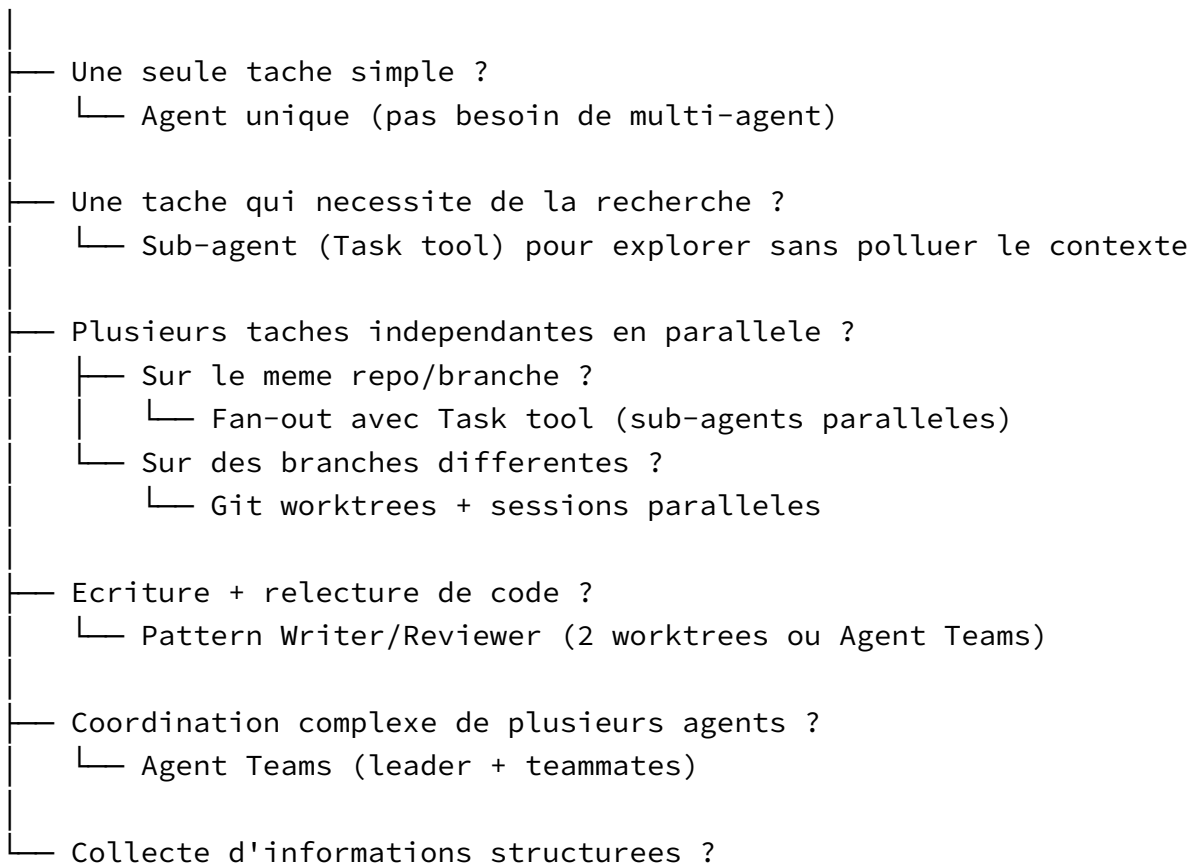 │
├── Une seule tache simple ?
│   └── Agent unique (pas besoin de multi-agent)
│
├── Une tache qui necessite de la recherche ?
│   └── Sub-agent (Task tool) pour explorer sans polluer le contexte
│
├── Plusieurs taches independantes en parallele ?
│   ├── Sur le meme repo/branche ?
│   │   └── Fan-out avec Task tool (sub-agents paralleles)
│   └── Sur des branches differentes ?
│       └── Git worktrees + sessions paralleles
│
├── Ecriture + relecture de code ?
│   └── Pattern Writer/Reviewer (2 worktrees ou Agent Teams)
│
├── Coordination complexe de plusieurs agents ?
│   └── Agent Teams (leader + teammates)
│
└── Collecte d'informations structurees ?